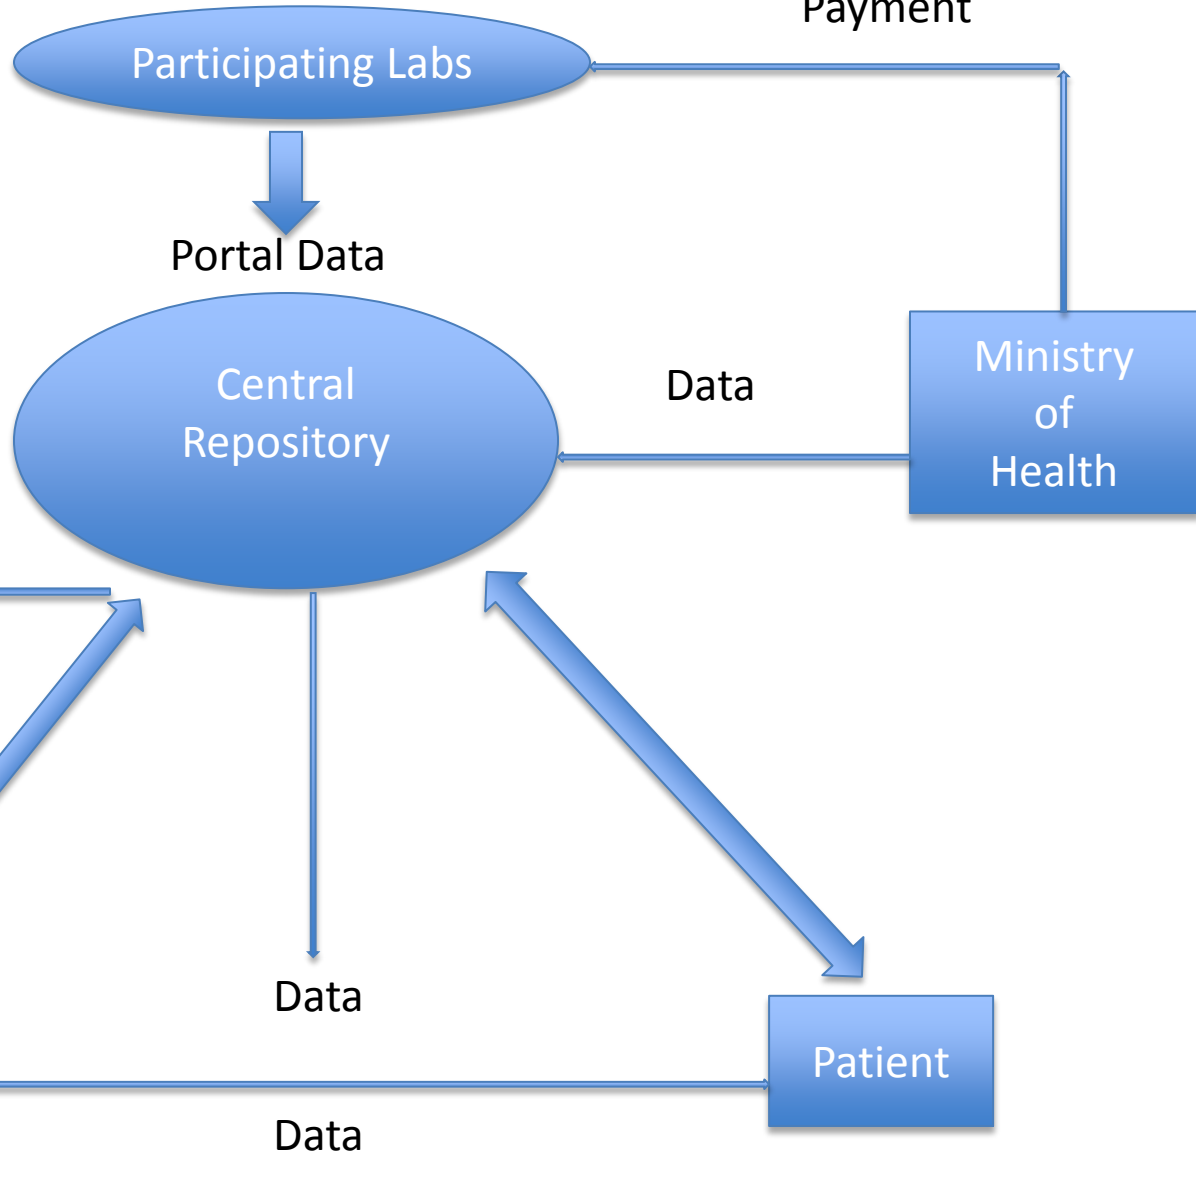 Payment
Participating Labs
Portal Data
Central
Repository
Data
Ministry
of
Health
Data
Patient
Data